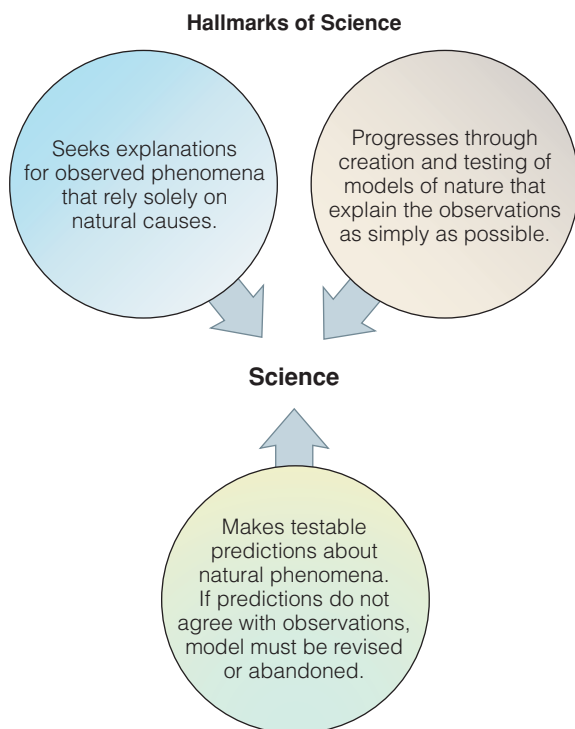 Hallmarks of Science
Seeks explanations
for observed phenomena
that rely solely on
natural causes.
Progresses through
creation and testing of
models of nature that
explain the observations
as simply as possible.
Science
Makes testable
predictions about
natural phenomena.
If predictions do not
agree with observations,
model must be revised
or abandoned.